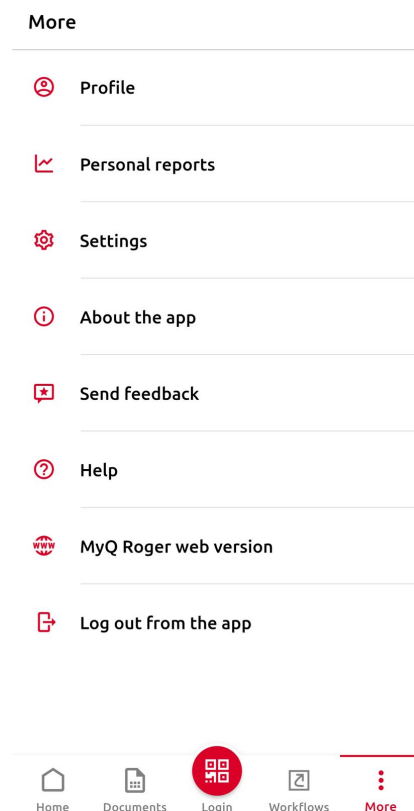 More
Profile
Personal reports
Settings
About the app
Send feedback
Help
www MyQ Roger web version
Log out from the app
Home Documents Login Workflows More